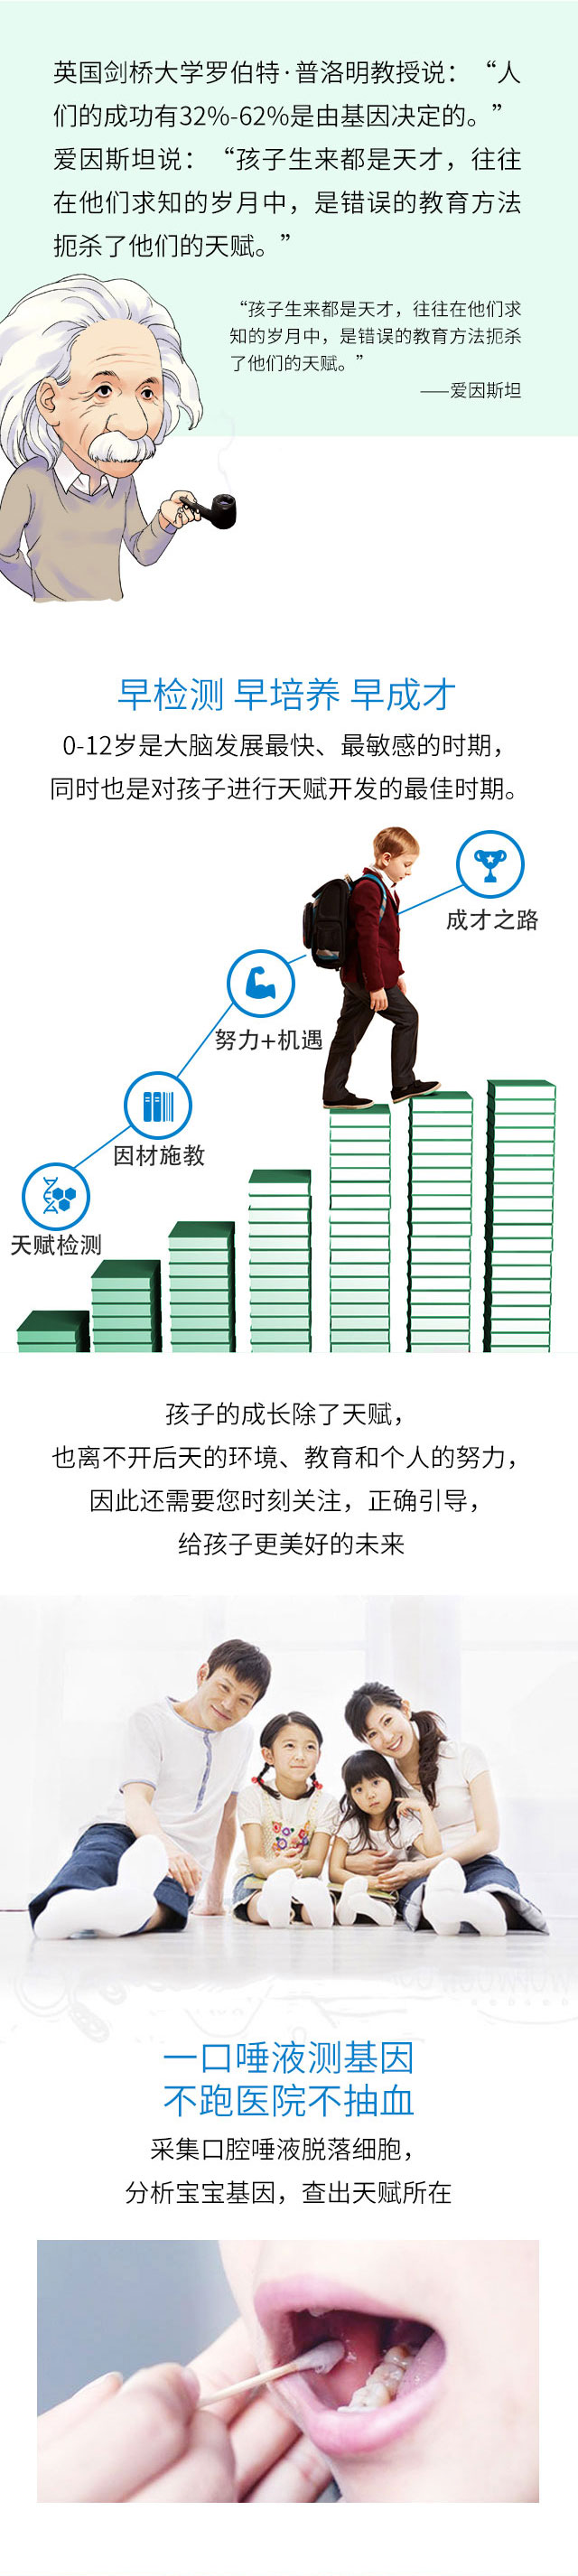 英国剑桥大学罗伯特·普洛明教授说：“人
们的成功有32%-62%是由基因决定的。”
爱因斯坦说：“孩子生来都是天才，往往
在他们求知的岁月中，是错误的教育方法
扼杀了他们的天赋。”
“孩子生来都是天才，往往在他们求
知的岁月中，是错误的教育方法扼杀
了他们的天赋。”
——爱因斯坦
早检测 早培养 早成才
0-12岁是大脑发展最快、最敏感的时期，
同时也是对孩子进行天赋开发的最佳时期。
成才之路
努力+机遇
因材施教
天赋检测
孩子的成长除了天赋，
也离不开后天的环境、教育和个人的努力，
因此还需要您时刻关注，正确引导，
给孩子更美好的未来
一口唾液测基因
不跑医院不抽血
采集口腔唾液脱落细胞，
分析宝宝基因，查出天赋所在